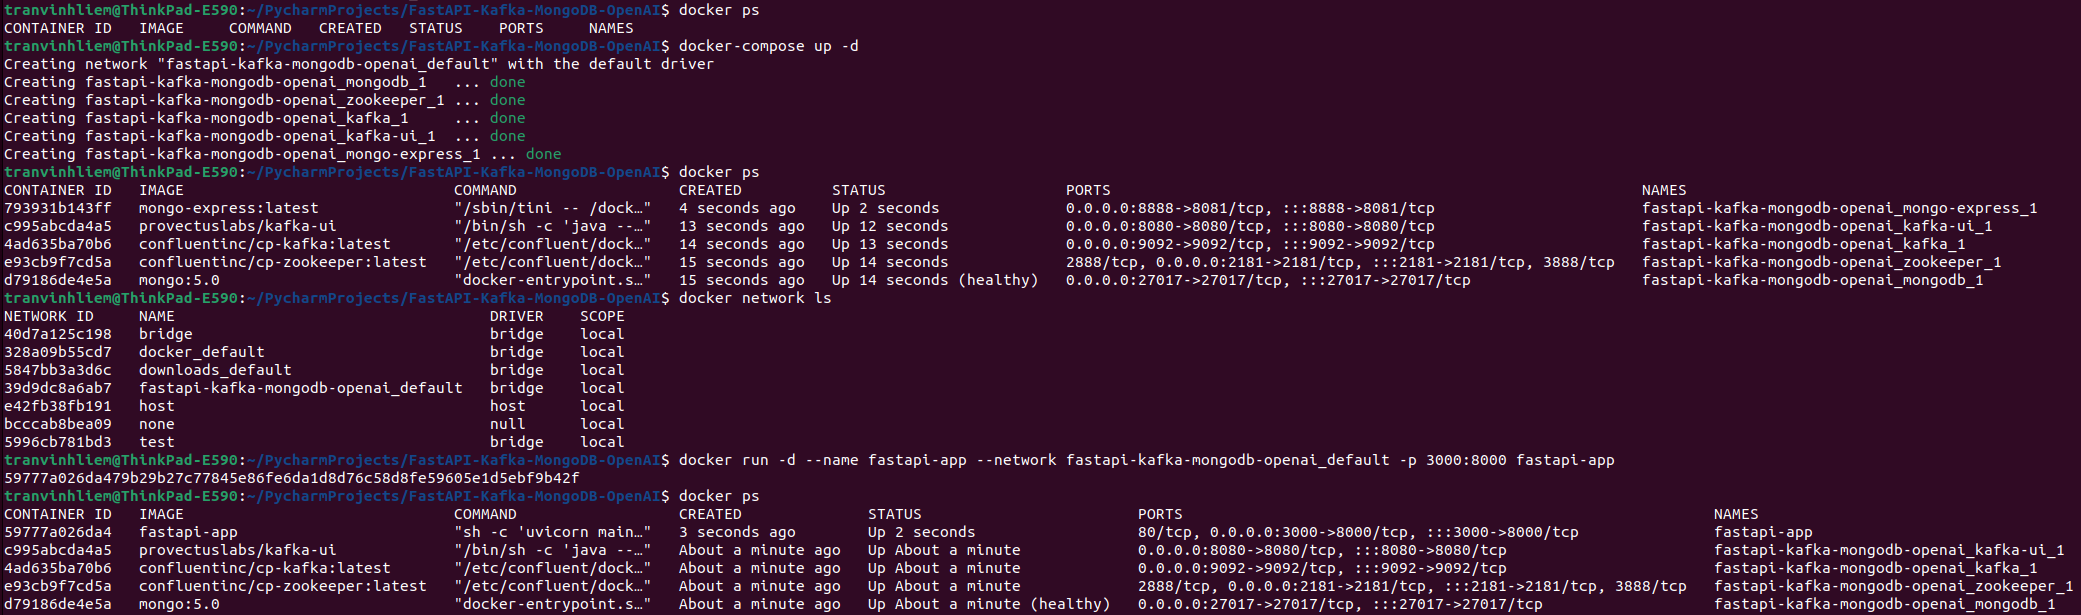 tranvinhliem@ThinkPad-E590:~/PycharmProjects/FastAPI-Kafka-MongoDB-OpenAI$ docker ps
CONTAINER ID   IMAGE     COMMAND   CREATED   STATUS    PORTS     NAMES
tranvinhliem@ThinkPad-E590:~/PycharmProjects/FastAPI-Kafka-MongoDB-OpenAI$ docker-compose up -d
Creating network "fastapi-kafka-mongodb-openai_default" with the default driver
Creating fastapi-kafka-mongodb-openai_mongodb_1   ... done
Creating fastapi-kafka-mongodb-openai_zookeeper_1 ... done
Creating fastapi-kafka-mongodb-openai_kafka_1     ... done
Creating fastapi-kafka-mongodb-openai_kafka-ui_1  ... done
Creating fastapi-kafka-mongodb-openai_mongo-express_1 ... done
tranvinhliem@ThinkPad-E590:~/PycharmProjects/FastAPI-Kafka-MongoDB-OpenAI$ docker ps
CONTAINER ID   IMAGE                              COMMAND                  CREATED          STATUS                    PORTS                                                           NAMES
793931b143ff   mongo-express:latest               "/sbin/tini -- /dock…"   4 seconds ago    Up 2 seconds              0.0.0.0:8888->8081/tcp, :::8888->8081/tcp                       fastapi-kafka-mongodb-openai_mongo-express_1
c995abcda4a5   provectuslabs/kafka-ui             "/bin/sh -c 'java --…"   13 seconds ago   Up 12 seconds             0.0.0.0:8080->8080/tcp, :::8080->8080/tcp                       fastapi-kafka-mongodb-openai_kafka-ui_1
4ad635ba70b6   confluentinc/cp-kafka:latest       "/etc/confluent/dock…"   14 seconds ago   Up 13 seconds             0.0.0.0:9092->9092/tcp, :::9092->9092/tcp                       fastapi-kafka-mongodb-openai_kafka_1
e93cb9f7cd5a   confluentinc/cp-zookeeper:latest   "/etc/confluent/dock…"   15 seconds ago   Up 14 seconds             2888/tcp, 0.0.0.0:2181->2181/tcp, :::2181->2181/tcp, 3888/tcp   fastapi-kafka-mongodb-openai_zookeeper_1
d79186de4e5a   mongo:5.0                          "docker-entrypoint.s…"   15 seconds ago   Up 14 seconds (healthy)   0.0.0.0:27017->27017/tcp, :::27017->27017/tcp                   fastapi-kafka-mongodb-openai_mongodb_1
tranvinhliem@ThinkPad-E590:~/PycharmProjects/FastAPI-Kafka-MongoDB-OpenAI$ docker network ls
NETWORK ID     NAME                                   DRIVER    SCOPE
40d7a125c198   bridge                                 bridge    local
328a09b55cd7   docker_default                         bridge    local
5847bb3a3d6c   downloads_default                      bridge    local
39d9dc8a6ab7   fastapi-kafka-mongodb-openai_default   bridge    local
e42fb38fb191   host                                   host      local
bcccab8bea09   none                                   null      local
5996cb781bd3   test                                   bridge    local
tranvinhliem@ThinkPad-E590:~/PycharmProjects/FastAPI-Kafka-MongoDB-OpenAI$ docker run -d --name fastapi-app --network fastapi-kafka-mongodb-openai_default -p 3000:8000 fastapi-app
59777a026da479b29b27c77845e86fe6da1d8d76c58d8fe59605e1d5ebf9b42f
tranvinhliem@ThinkPad-E590:~/PycharmProjects/FastAPI-Kafka-MongoDB-OpenAI$ docker ps
CONTAINER ID   IMAGE                              COMMAND                  CREATED              STATUS                        PORTS                                                           NAMES
59777a026da4   fastapi-app                        "sh -c 'uvicorn main…"   3 seconds ago        Up 2 seconds                  80/tcp, 0.0.0.0:3000->8000/tcp, :::3000->8000/tcp               fastapi-app
c995abcda4a5   provectuslabs/kafka-ui             "/bin/sh -c 'java --…"   About a minute ago   Up About a minute             0.0.0.0:8080->8080/tcp, :::8080->8080/tcp                       fastapi-kafka-mongodb-openai_kafka-ui_1
4ad635ba70b6   confluentinc/cp-kafka:latest       "/etc/confluent/dock…"   About a minute ago   Up About a minute             0.0.0.0:9092->9092/tcp, :::9092->9092/tcp                       fastapi-kafka-mongodb-openai_kafka_1
e93cb9f7cd5a   confluentinc/cp-zookeeper:latest   "/etc/confluent/dock…"   About a minute ago   Up About a minute             2888/tcp, 0.0.0.0:2181->2181/tcp, :::2181->2181/tcp, 3888/tcp   fastapi-kafka-mongodb-openai_zookeeper_1
d79186de4e5a   mongo:5.0                          "docker-entrypoint.s…"   About a minute ago   Up About a minute (healthy)   0.0.0.0:27017->27017/tcp, :::27017->27017/tcp                   fastapi-kafka-mongodb-openai_mongodb_1